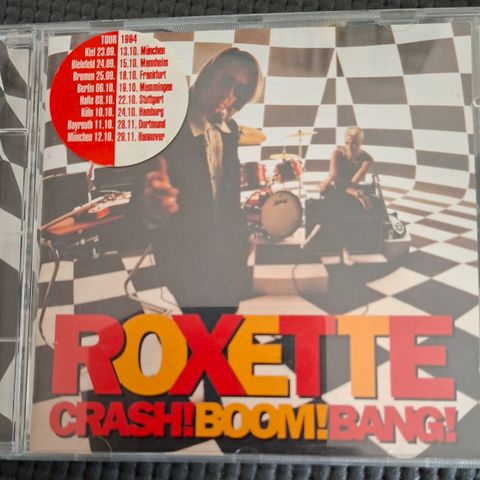 TOUR 1994
Kiel 23.09. 13.10. München
Bielefeld 24.09. 15.10. Mannheim
Bremen 25.09. 18.10. Frankfurt
Berlin 06.10. 19.10. Memmingen
Halle 08.10. 22.10. Stuttgart
Köln 10.10. 24.10. Hamburg
Bayreuth 11.10. 28.11. Dortmund
München 12.10. 29.11. Hannover
ROXETTE
CRASH!BOOM!BANG!